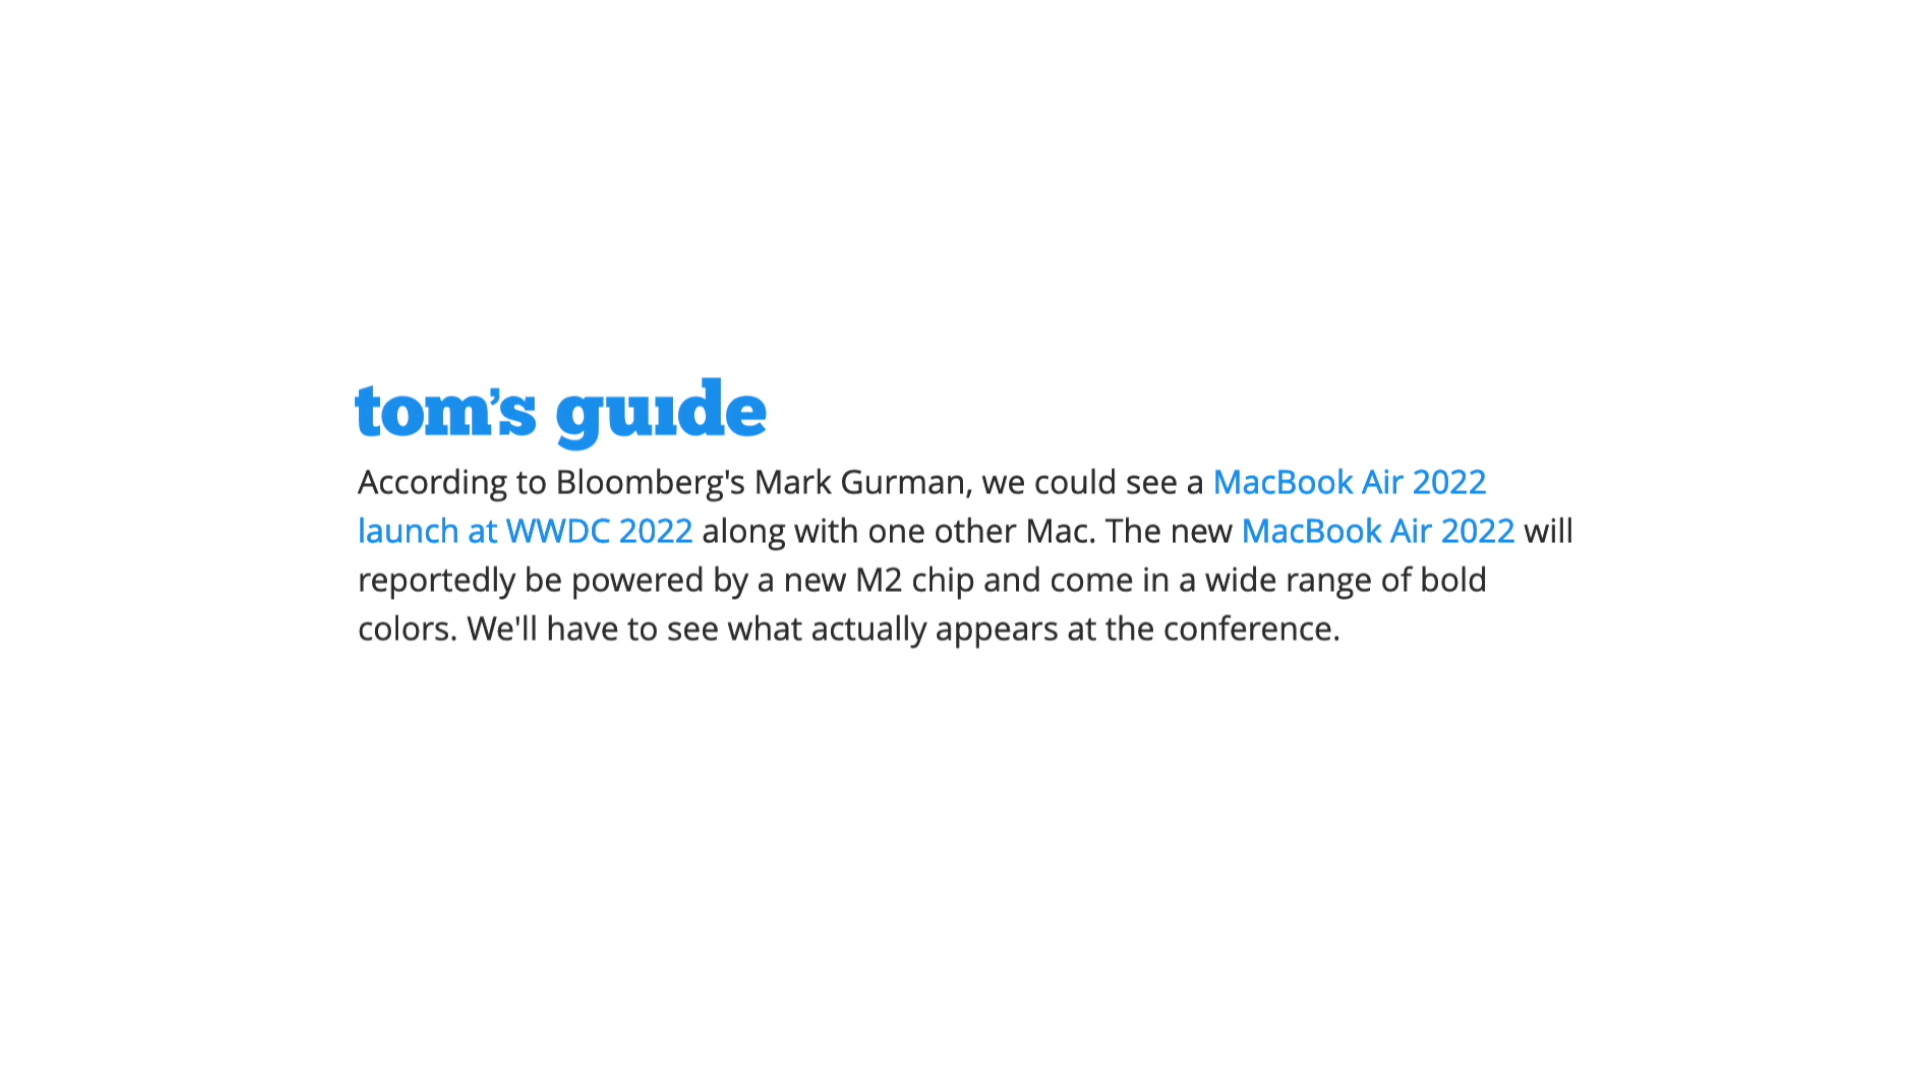 tom's guide
According to Bloomberg's Mark Gurman, we could see a MacBook Air 2022
launch at WWDC 2022 along with one other Mac. The new MacBook Air 2022 will
reportedly be powered by a new M2 chip and come in a wide range of bold
colors. We'll have to see what actually appears at the conference.